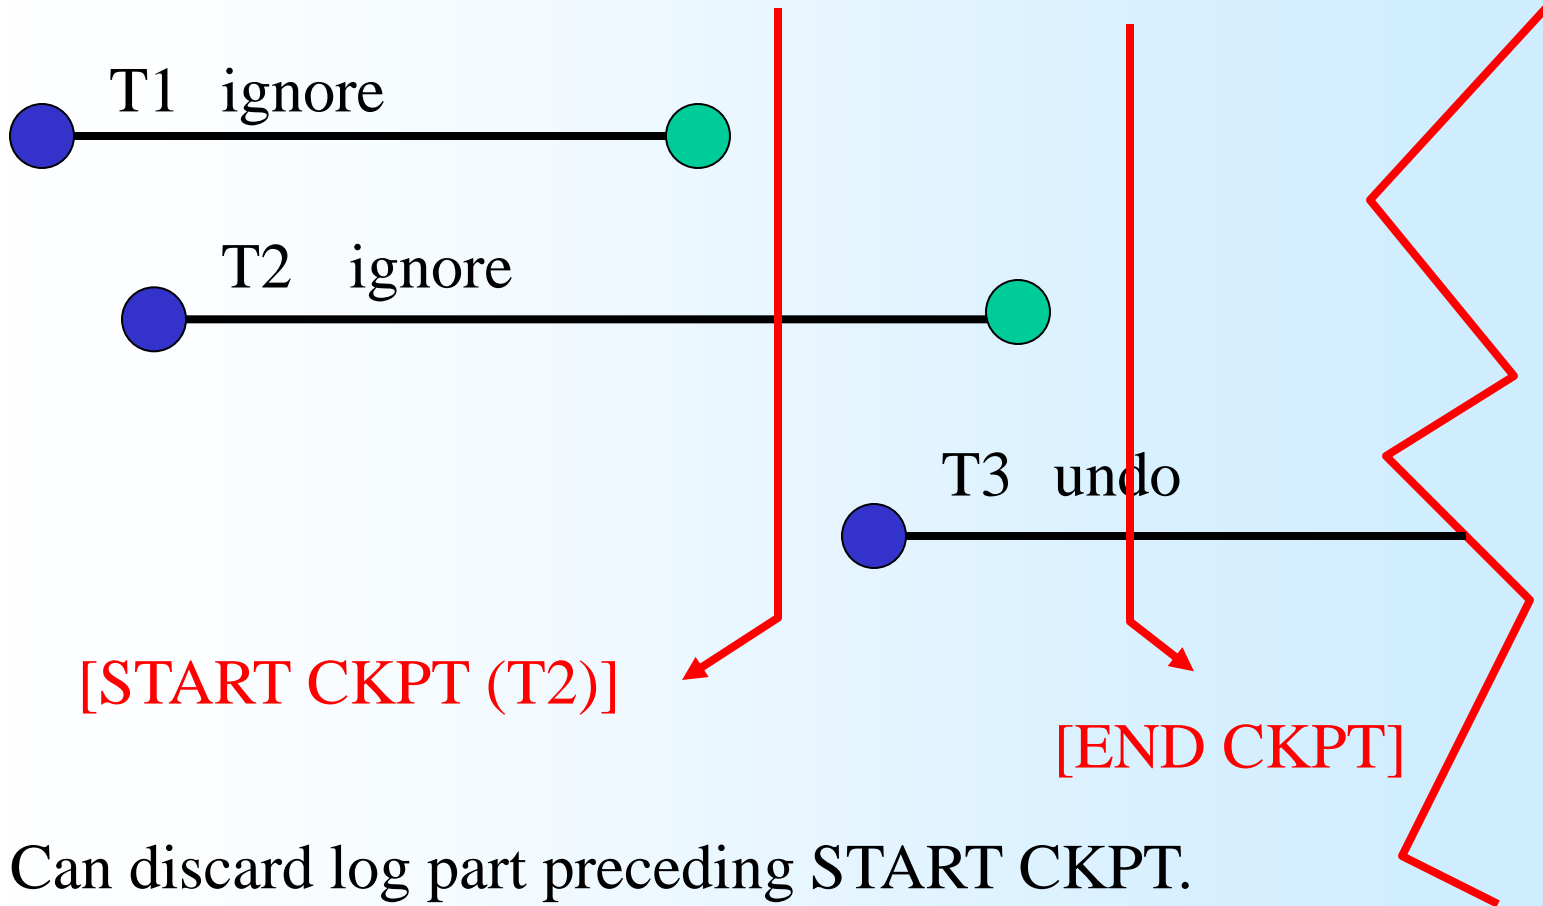 T1 ignore
T2 ignore
T3 undo
[START CKPT (T2)]
[END CKPT]
Can discard log part preceding START CKPT.